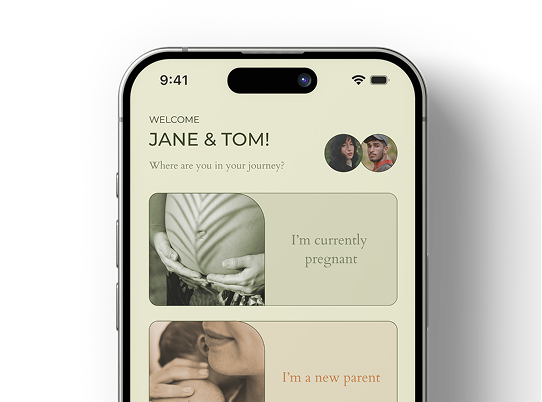 9:41
WELCOME
JANE & TOM!
Where are you in your journey?
I'm currently
pregnant
I'm a new parent